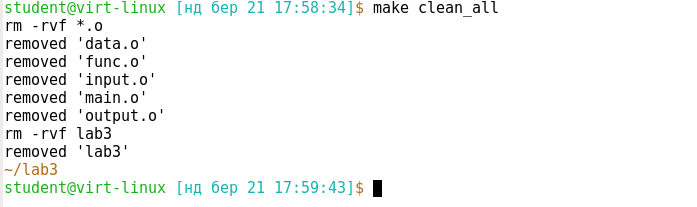 student@virt-linux [нд бер 21 17:58:34]$ make clean_all
rm -rvf *.o
removed 'data.o'
removed 'func.o'
removed 'input.o'
removed 'main.o'
removed 'output.o'
rm -rvf lab3
removed 'lab3'
~/lab3
student@virt-linux [нд бер 21 17:59:43]$